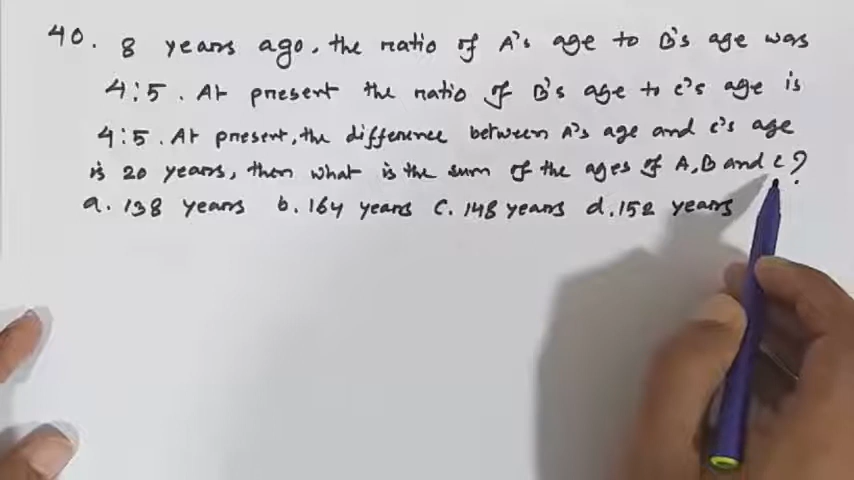 40. 8 years ago, the ratio of A's age to B's age was
4:5. At present the ratio of B's age to C's age is
4:5. At present, the difference between A's age and C's age
is 20 years, then what is the sum of the ages of A, B and C?
a. 138 years b. 164 years c. 148 years d. 152 years